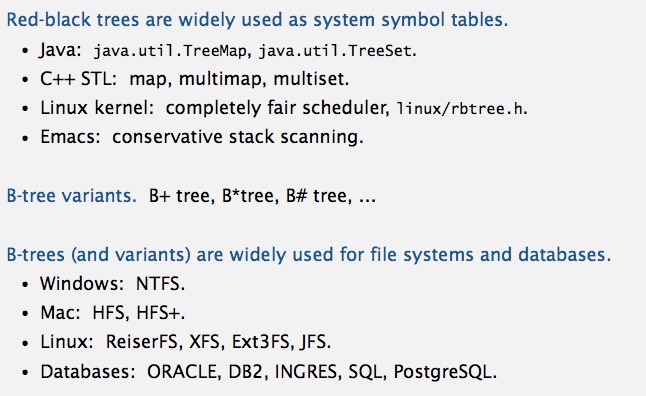 Red-black trees are widely used as system symbol tables.
• Java: java.util.TreeMap, java.util.TreeSet.
• C++ STL: map, multimap, multiset.
• Linux kernel: completely fair scheduler, linux/rbtree.h.
• Emacs: conservative stack scanning.
B-tree variants. B+ tree, B*tree, B# tree, …
B-trees (and variants) are widely used for file systems and databases.
• Windows: NTFS.
• Mac: HFS, HFS+.
• Linux: ReiserFS, XFS, Ext3FS, JFS.
• Databases: ORACLE, DB2, INGRES, SQL, PostgreSQL.